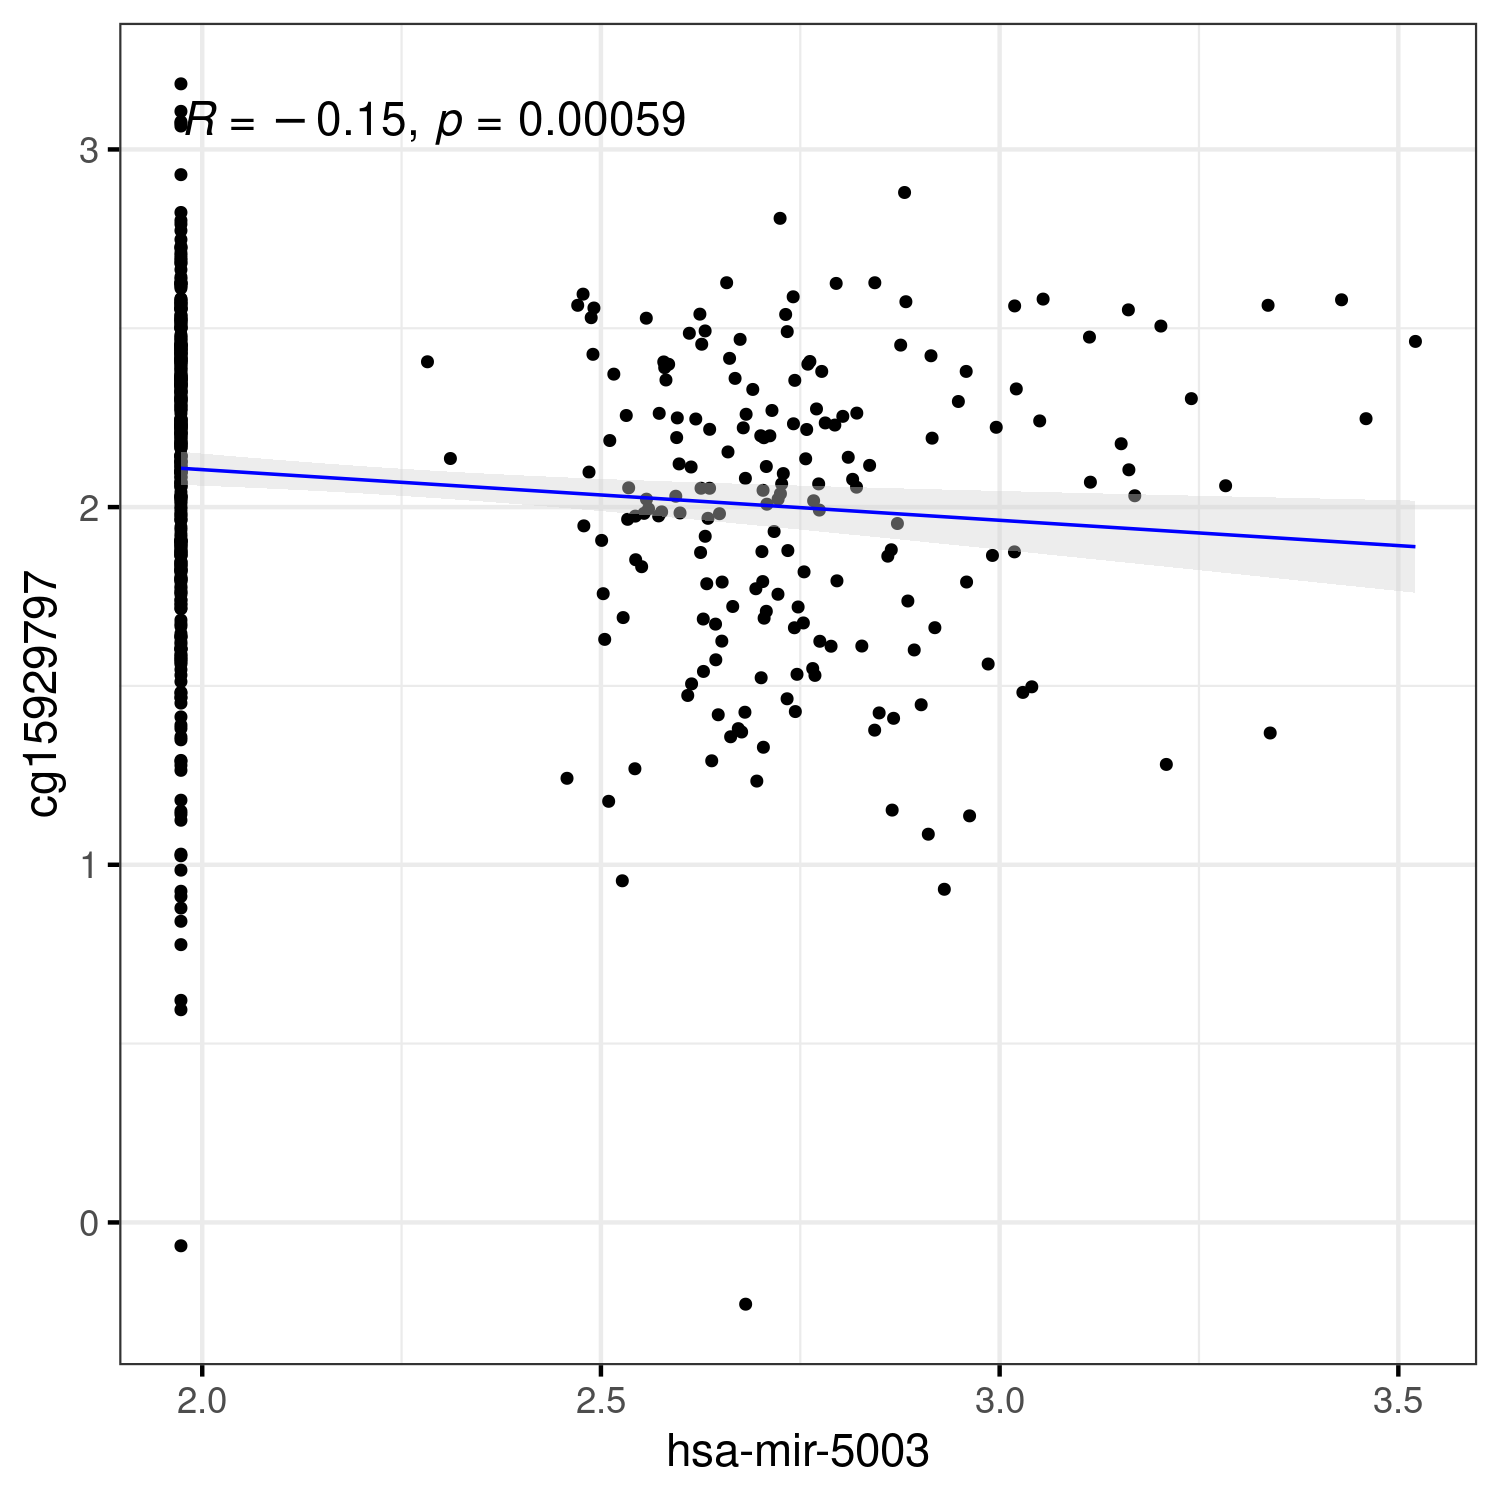 R = −0.15, p = 0.00059
3
2
1
0
cg15929797
2.0 2.5 3.0 3.5
hsa-mir-5003